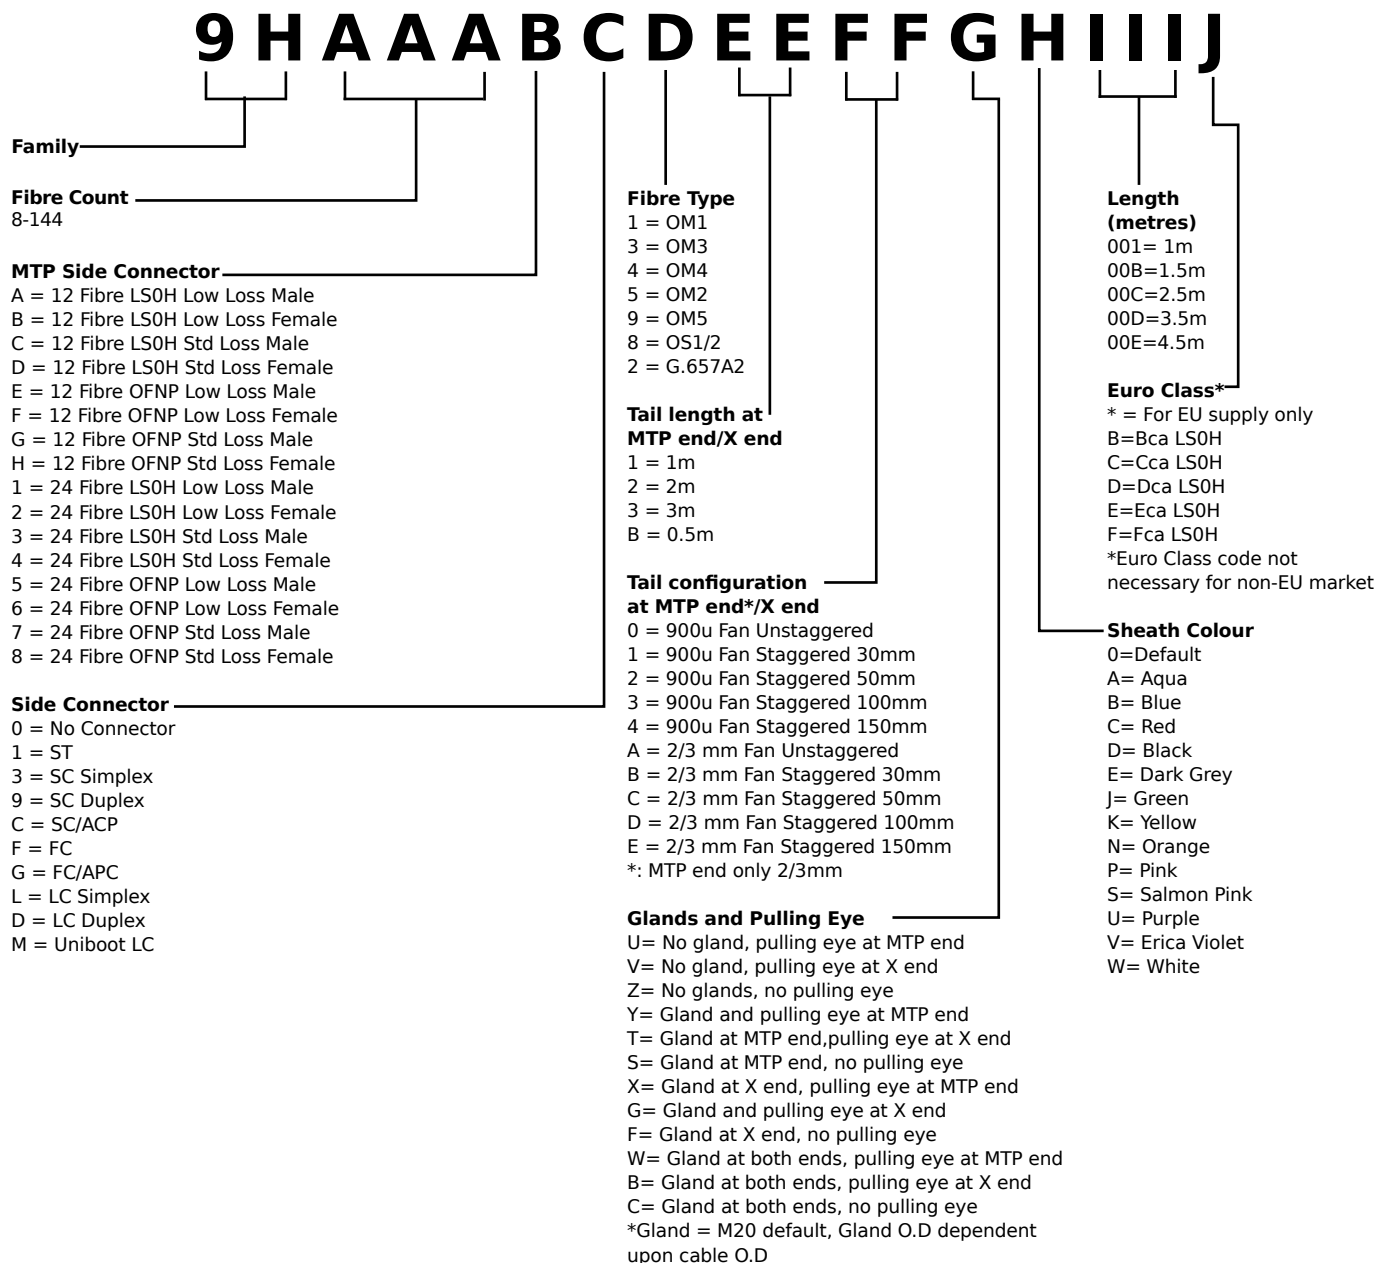 9HAAABCDEEFFGHIIIJ
Family
Fibre Count
8-144
MTP Side Connector
A = 12 Fibre LS0H Low Loss Male
B = 12 Fibre LS0H Low Loss Female
C = 12 Fibre LS0H Std Loss Male
D = 12 Fibre LS0H Std Loss Female
E = 12 Fibre OFNP Low Loss Male
F = 12 Fibre OFNP Low Loss Female
G = 12 Fibre OFNP Std Loss Male
H = 12 Fibre OFNP Std Loss Female
1 = 24 Fibre LS0H Low Loss Male
2 = 24 Fibre LS0H Low Loss Female
3 = 24 Fibre LS0H Std Loss Male
4 = 24 Fibre LS0H Std Loss Female
5 = 24 Fibre OFNP Low Loss Male
6 = 24 Fibre OFNP Low Loss Female
7 = 24 Fibre OFNP Std Loss Male
8 = 24 Fibre OFNP Std Loss Female
Side Connector
0 = No Connector
1 = ST
3 = SC Simplex
9 = SC Duplex
C = SC/ACP
F = FC
G = FC/APC
L = LC Simplex
D = LC Duplex
M = Uniboot LC
Fibre Type
1 = OM1
3 = OM3
4 = OM4
5 = OM2
9 = OM5
8 = OS1/2
2 = G.657A2
Tail length at
MTP end/X end
1 = 1m
2 = 2m
3 = 3m
B = 0.5m
Tail configuration
at MTP end*/X end
0 = 900u Fan Unstaggered
1 = 900u Fan Staggered 30mm
2 = 900u Fan Staggered 50mm
3 = 900u Fan Staggered 100mm
4 = 900u Fan Staggered 150mm
A = 2/3 mm Fan Unstaggered
B = 2/3 mm Fan Staggered 30mm
C = 2/3 mm Fan Staggered 50mm
D = 2/3 mm Fan Staggered 100mm
E = 2/3 mm Fan Staggered 150mm
*: MTP end only 2/3mm
Glands and Pulling Eye
U= No gland, pulling eye at MTP end
V= No gland, pulling eye at X end
Z= No glands, no pulling eye
Y= Gland and pulling eye at MTP end
T= Gland at MTP end,pulling eye at X end
S= Gland at MTP end, no pulling eye
X= Gland at X end, pulling eye at MTP end
G= Gland and pulling eye at X end
F= Gland at X end, no pulling eye
W= Gland at both ends, pulling eye at MTP end
B= Gland at both ends, pulling eye at X end
C= Gland at both ends, no pulling eye
*Gland = M20 default, Gland O.D dependent
upon cable O.D
Length
(metres)
001= 1m
00B=1.5m
00C=2.5m
00D=3.5m
00E=4.5m
Euro Class*
* = For EU supply only
B=Bca LS0H
C=Cca LS0H
D=Dca LS0H
E=Eca LS0H
F=Fca LS0H
*Euro Class code not
necessary for non-EU market
Sheath Colour
0=Default
A= Aqua
B= Blue
C= Red
D= Black
E= Dark Grey
J= Green
K= Yellow
N= Orange
P= Pink
S= Salmon Pink
U= Purple
V= Erica Violet
W= White